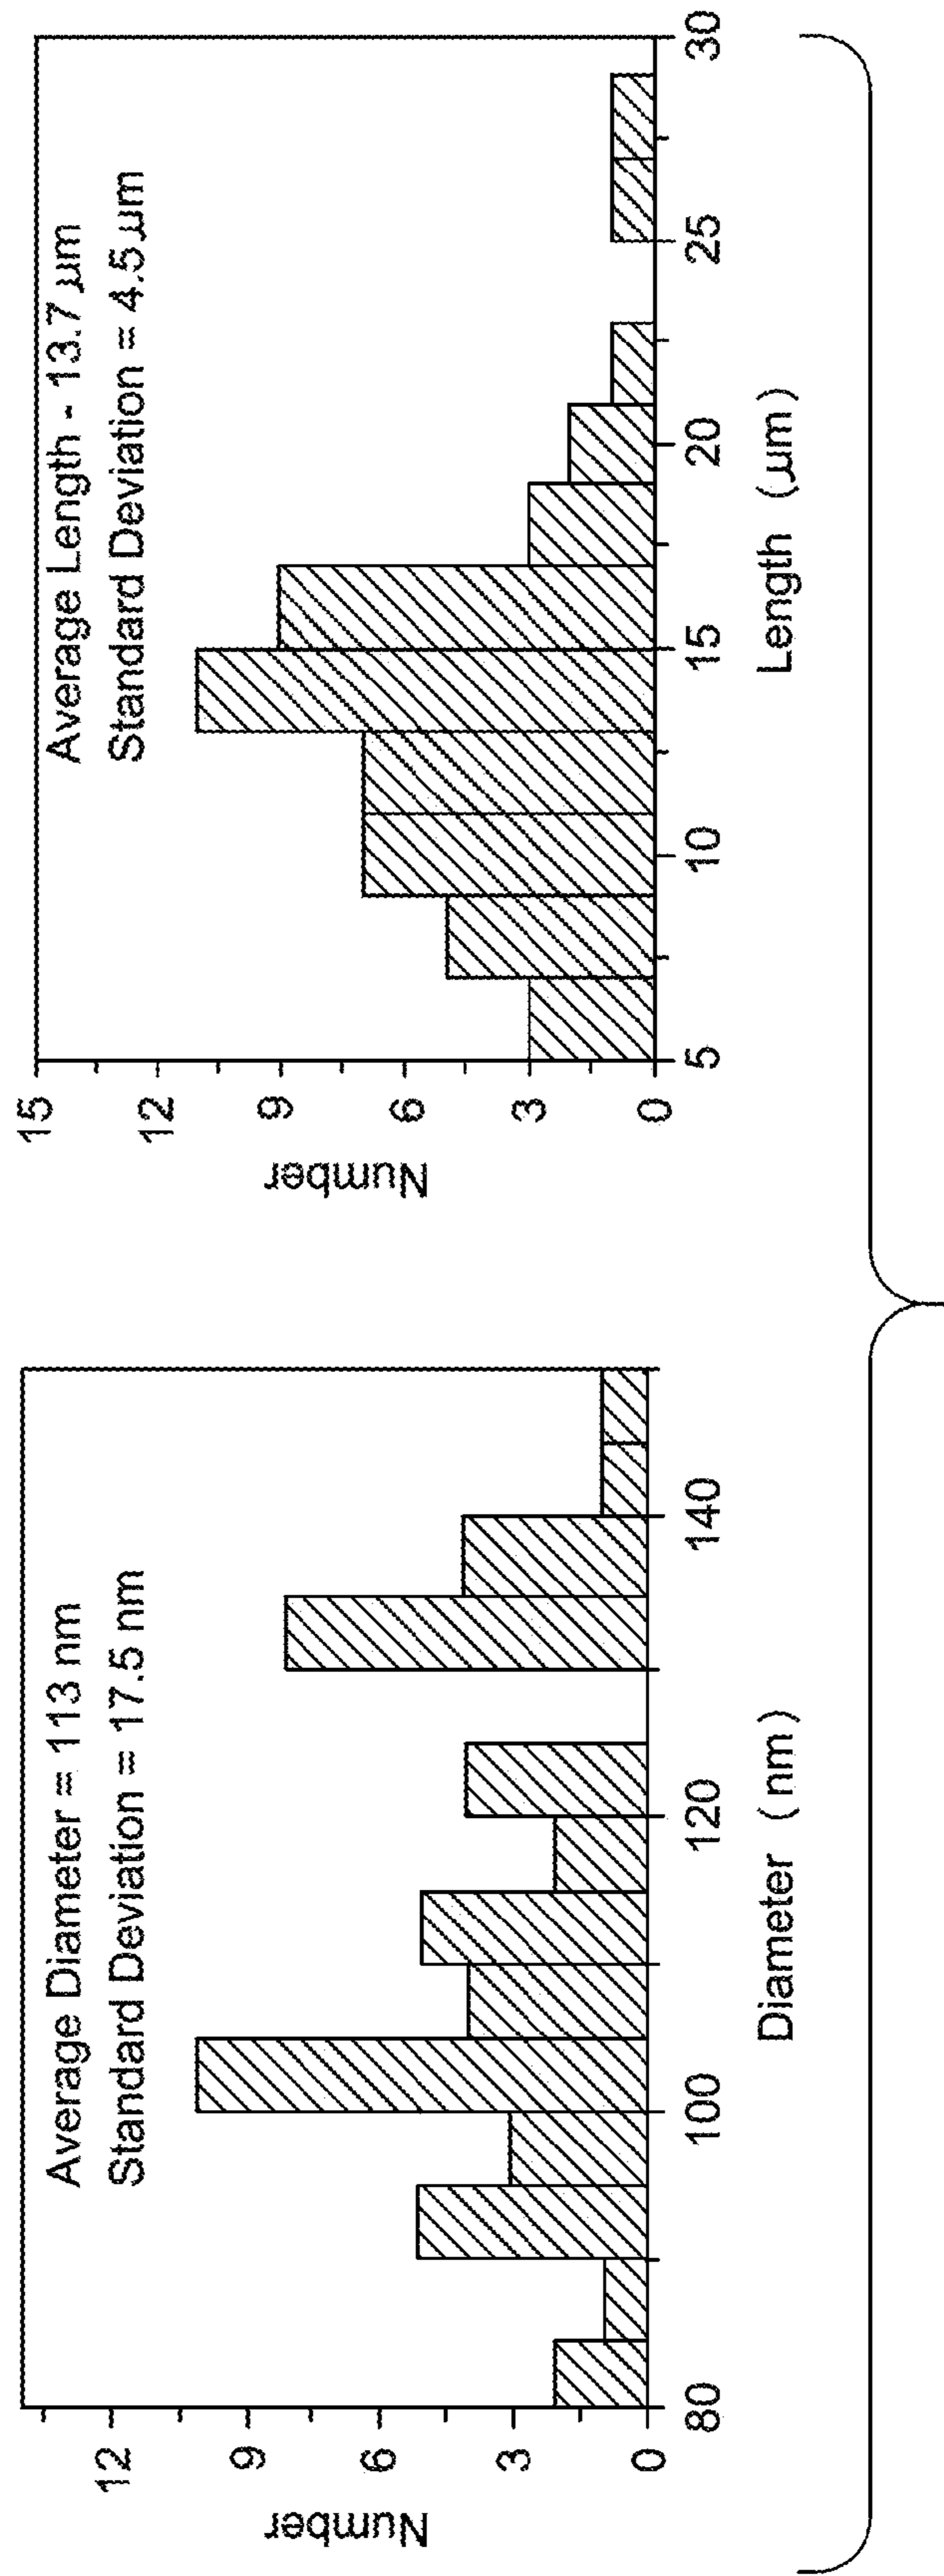 Average Diameter = 113 nm
Standard Deviation = 17.5 nm
Number
12
9
6
3
0
80
100
120
140
Diameter (nm)
Average Length - 13.7 µm
Standard Deviation = 4.5 µm
Number
15
12
9
6
3
0
5
10
15
20
25
30
Length (µm)